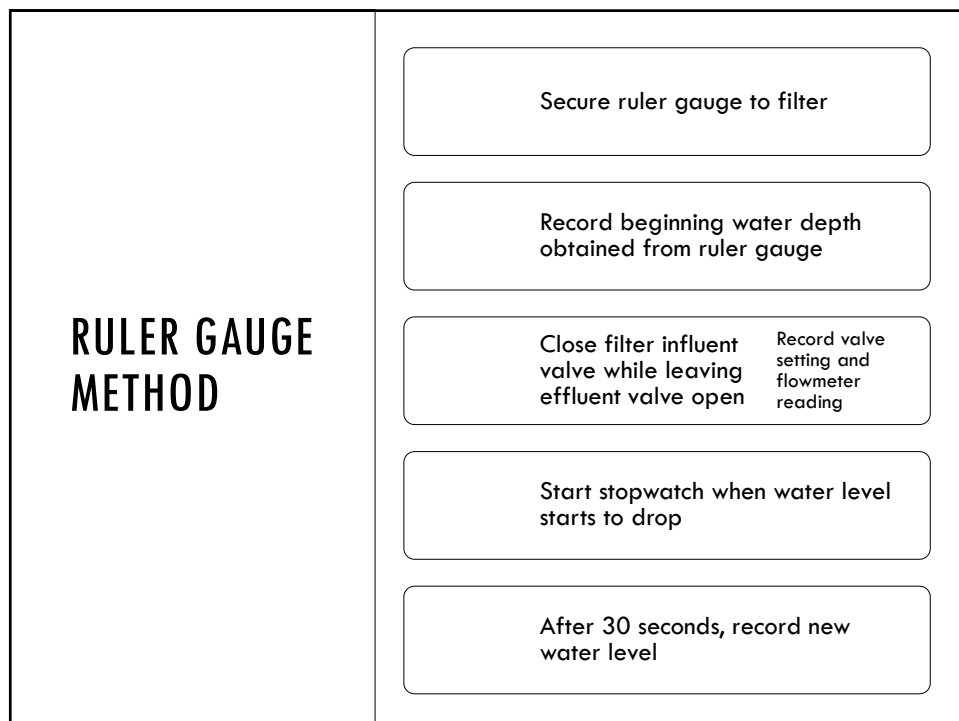 RULER GAUGE
METHOD
Secure ruler gauge to filter
Record beginning water depth
obtained from ruler gauge
Close filter influent
valve while leaving
effluent valve open
Record valve
setting and
flowmeter
reading
Start stopwatch when water level
starts to drop
After 30 seconds, record new
water level